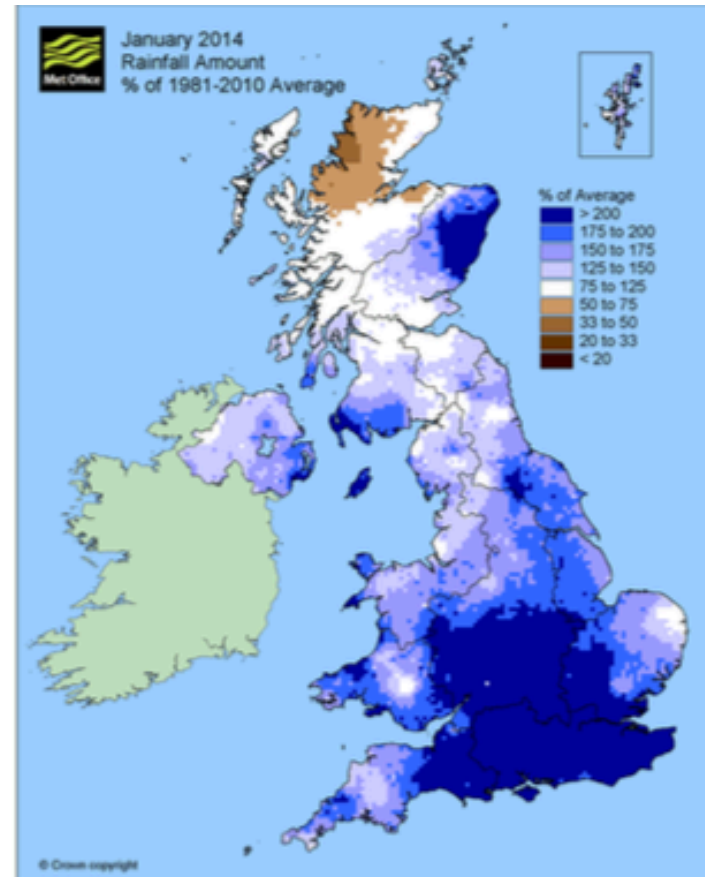 January 2014
Rainfall Amount
% of 1981-2010 Average
Met Office
% of Average
> 200
175 to 200
150 to 175
125 to 150
75 to 125
50 to 75
33 to 50
20 to 33
< 20
© Crown copyright